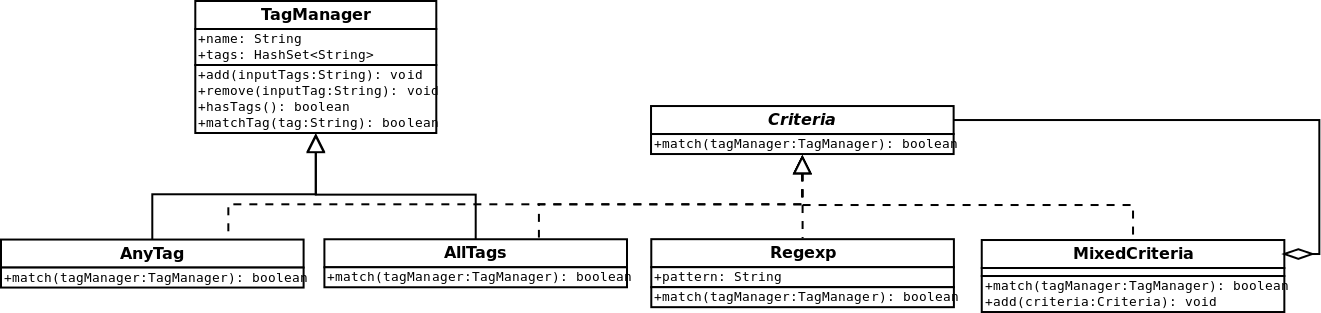 TagManager
+name: String
+tags: HashSet<String>
+add(inputTags:String): void
+remove(inputTag:String): void
+hasTags(): boolean
+matchTag(tag:String): boolean
Criteria
+match(tagManager:TagManager): boolean
AnyTag
+match(tagManager:TagManager): boolean
AllTags
+match(tagManager:TagManager): boolean
Regexp
+pattern: String
+match(tagManager:TagManager): boolean
MixedCriteria
+match(tagManager:TagManager): boolean
+add(criteria:Criteria): void